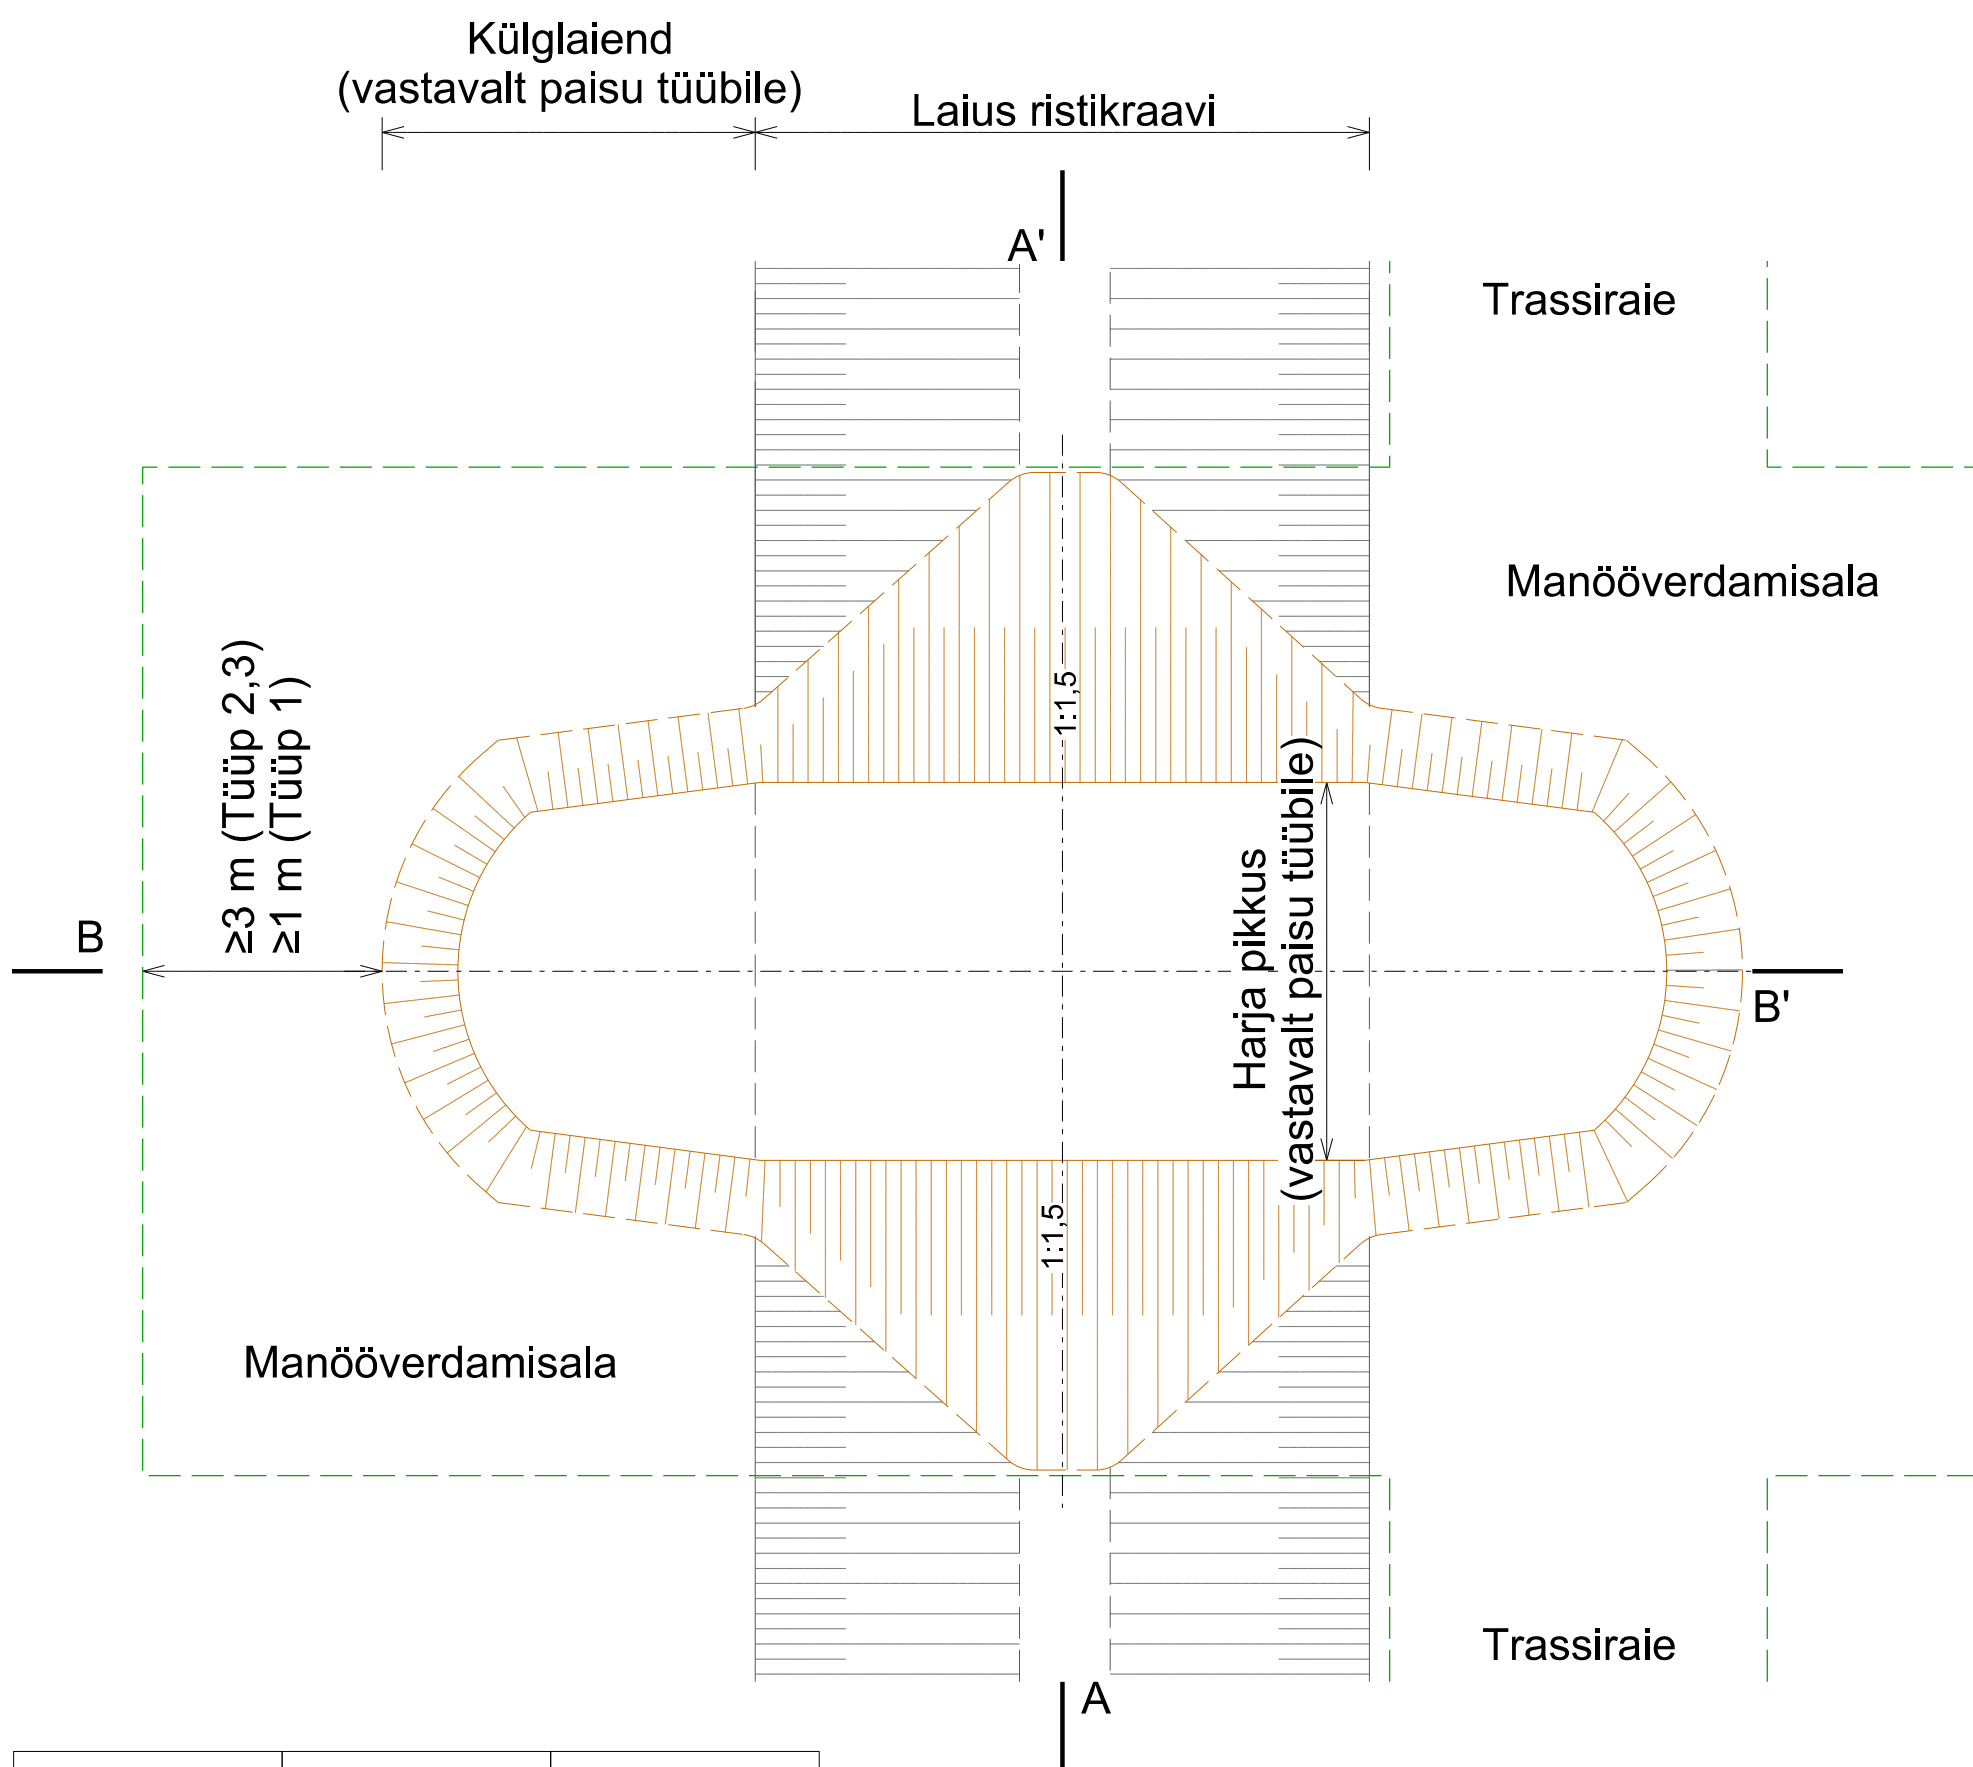 Külglaiend
(vastavalt paisu tüübile)
Laius ristikraavi
A'
Trassiraie
Manööverdamisala
≥3 m (Tüüp 2,3)
≥1 m (Tüüp 1)
1:1,5
Harja pikkus
(vastavalt paisu tüübile)
B
B'
1:1,5
Manööverdamisala
Trassiraie
A